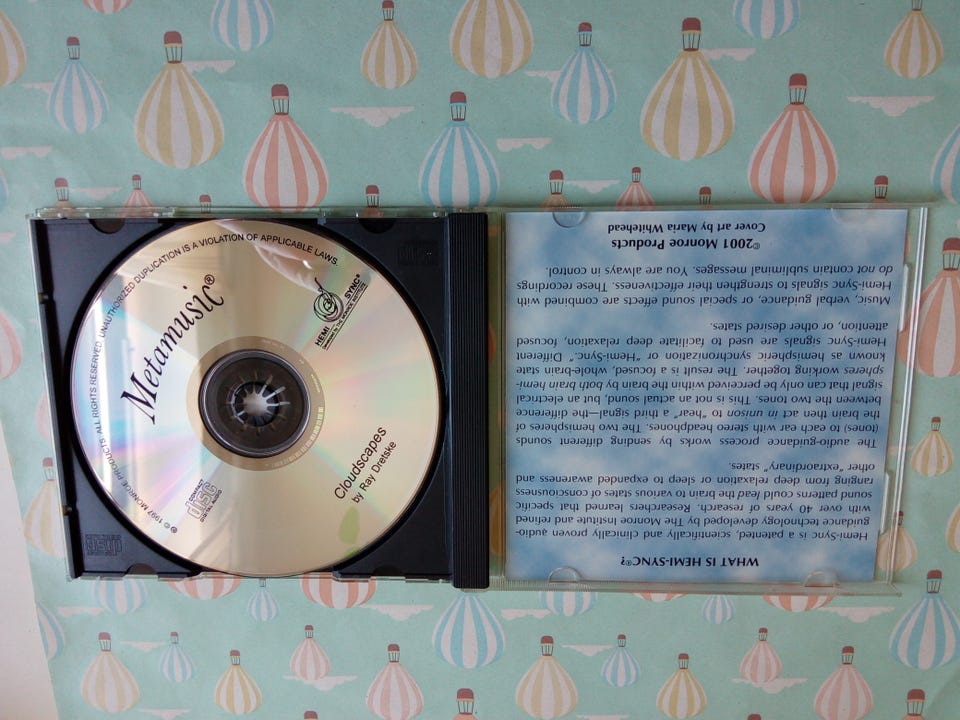 ℗ © 1997 MONROE PRODUCTS. ALL RIGHTS RESERVED. UNAUTHORIZED DUPLICATION IS A VIOLATION OF APPLICABLE LAWS.
Metamusic®
HEMI SYNC®
COMPACT
disc
DIGITAL AUDIO
Cloudscapes
by Ray Dretske
WHAT IS HEMI-SYNC®?
Hemi-Sync is a patented, scientifically and clinically proven audio-
guidance technology developed by The Monroe Institute and refined
with over 40 years of research. Researchers learned that specific
sound patterns could lead the brain to various states of consciousness
ranging from deep relaxation or sleep to expanded awareness and
other "extraordinary" states.
The audio-guidance process works by sending different sounds
(tones) to each ear with stereo headphones. The two hemispheres of
the brain then act in unison to "hear" a third signal—the difference
between the two tones. This is not an actual sound, but an electrical
signal that can only be perceived within the brain by both brain hemi-
spheres working together. The result is a focused, whole-brain state
known as hemispheric synchronization or "Hemi-Sync." Different
Hemi-Sync signals are used to facilitate deep relaxation, focused
attention, or other desired states.
Music, verbal guidance, or special sound effects are combined with
Hemi-Sync signals to strengthen their effectiveness. These recordings
do not contain subliminal messages. You are always in control.
©2001 Monroe Products
Cover art by Maria Whitehead